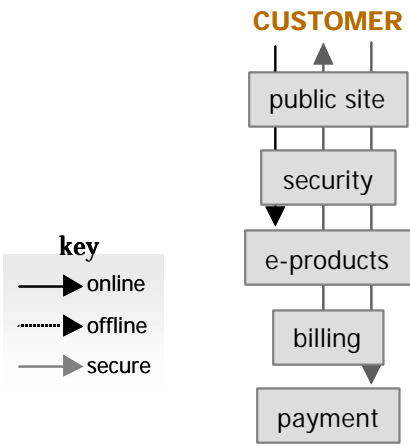 CUSTOMER
public site
security
e-products
billing
payment
key
online
offline
secure